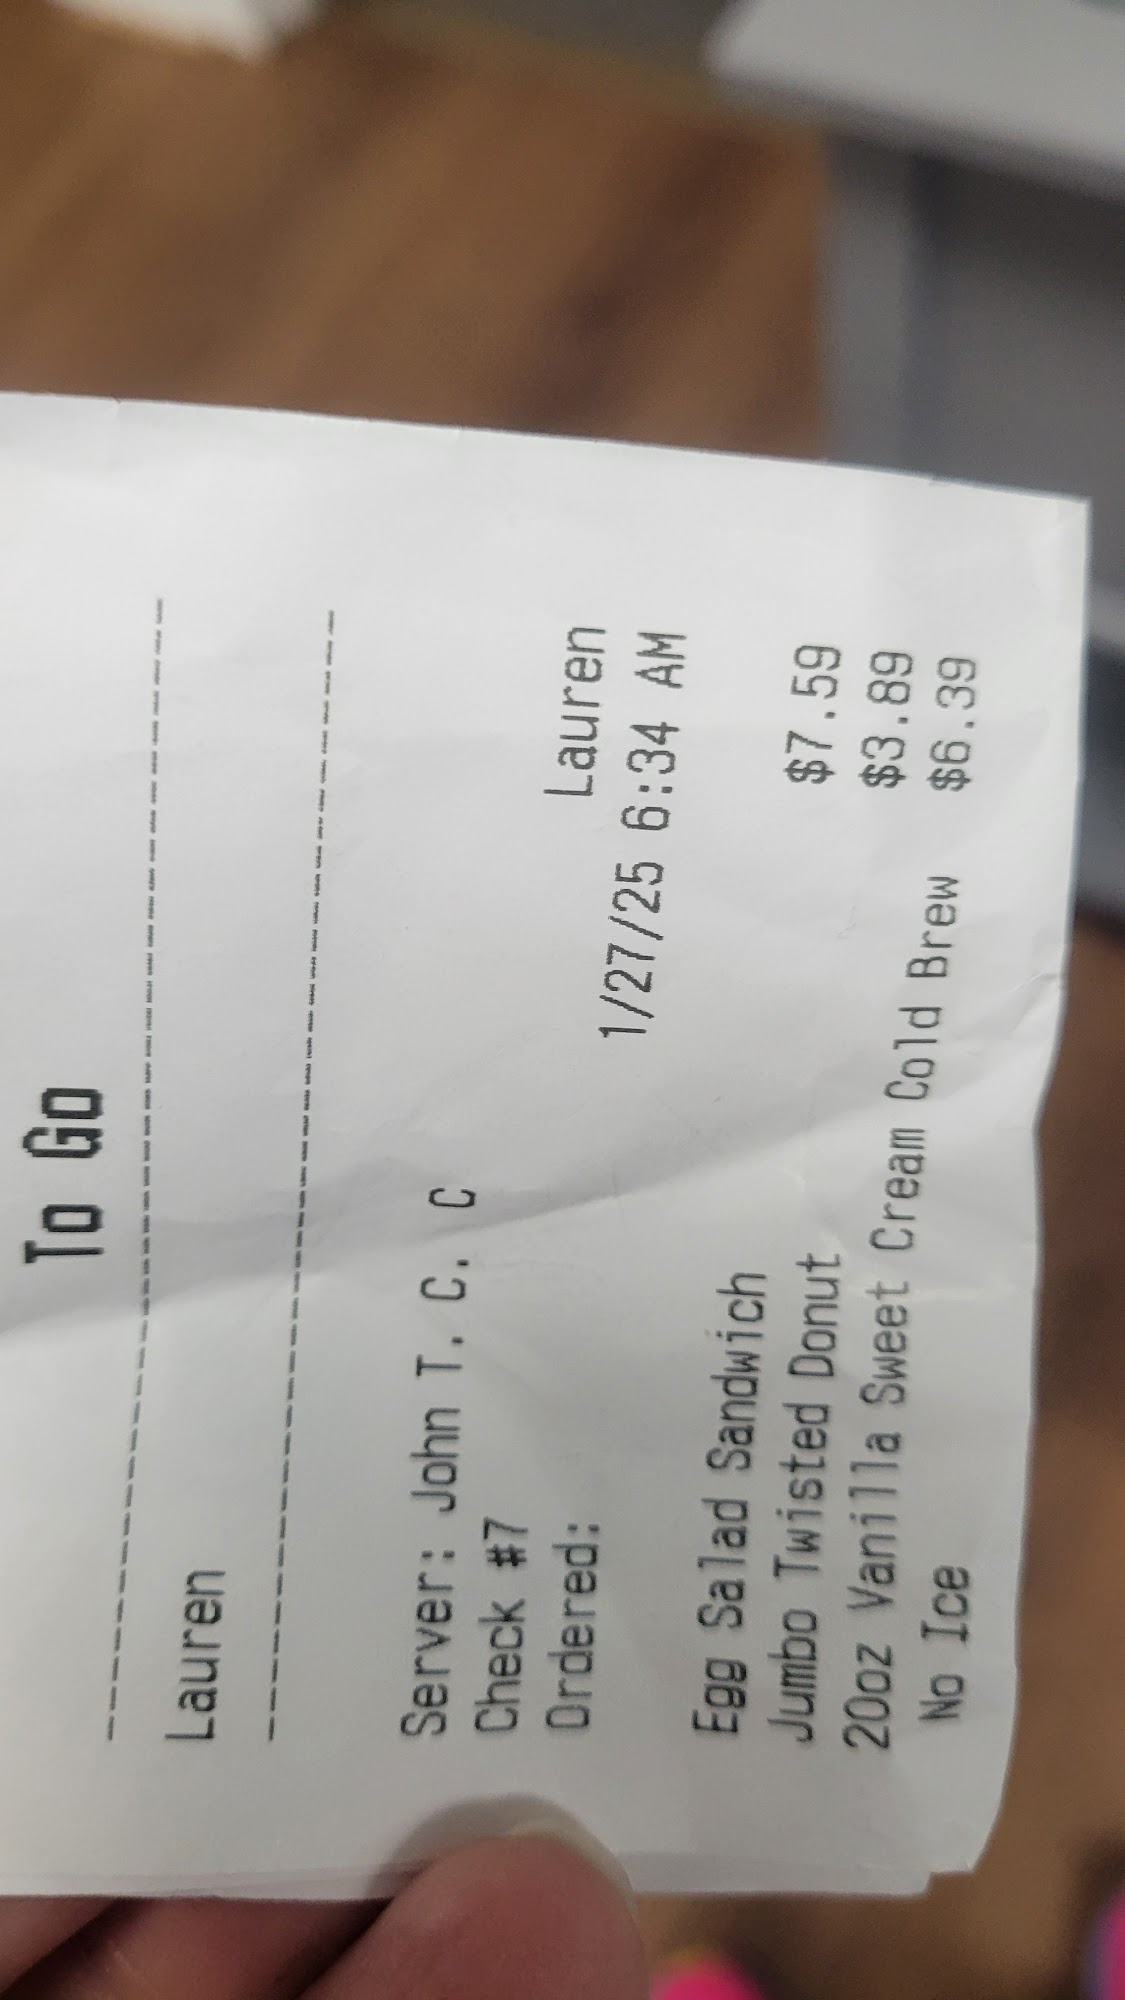 To Go
--------------------------------
Lauren
--------------------------------
Server: John T. C. C
Check #7 Lauren
Ordered: 1/27/25 6:34 AM
Egg Salad Sandwich $7.59
Jumbo Twisted Donut $3.89
20oz Vanilla Sweet Cream Cold Brew $6.39
No Ice